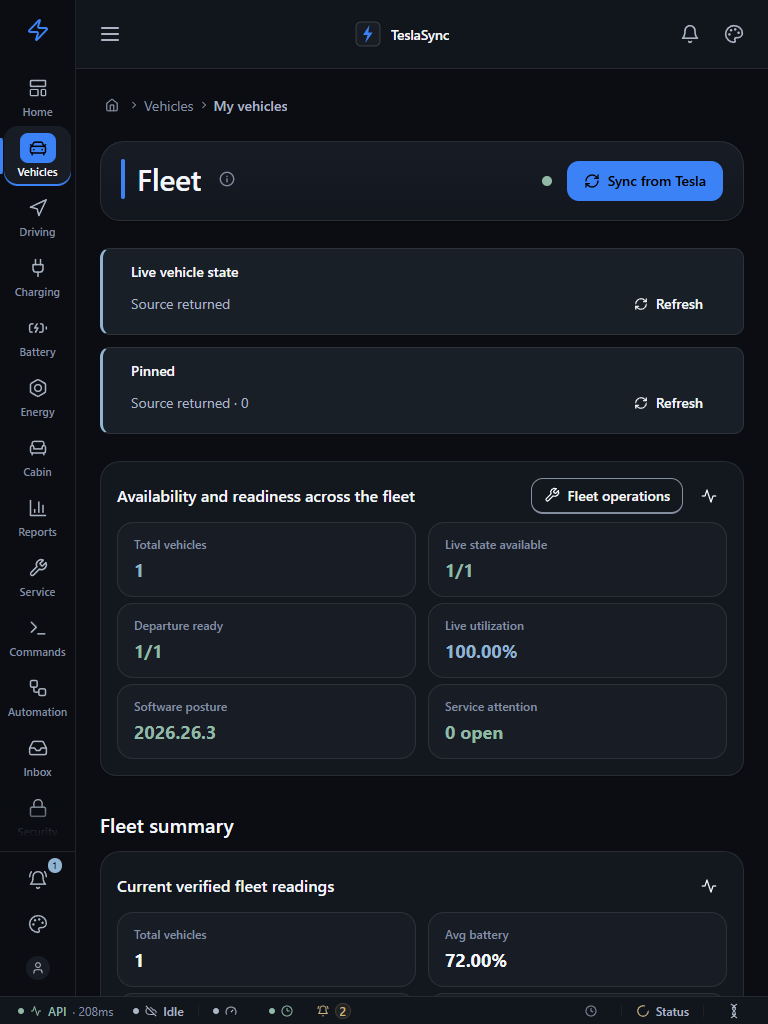 TeslaSync
Home
Vehicles
Driving
Charging
Battery
Energy
Cabin
Reports
Service
Commands
Automation
Inbox
Security
1
Vehicles
My vehicles
Fleet
Sync from Tesla
Live vehicle state
Source returned
Refresh
Pinned
Source returned · 0
Refresh
Availability and readiness across the fleet
Fleet operations
Total vehicles
1
Live state available
1/1
Departure ready
1/1
Live utilization
100.00%
Software posture
2026.26.3
Service attention
0 open
Fleet summary
Current verified fleet readings
Total vehicles
1
Avg battery
72.00%
API · 208ms
Idle
2
Status